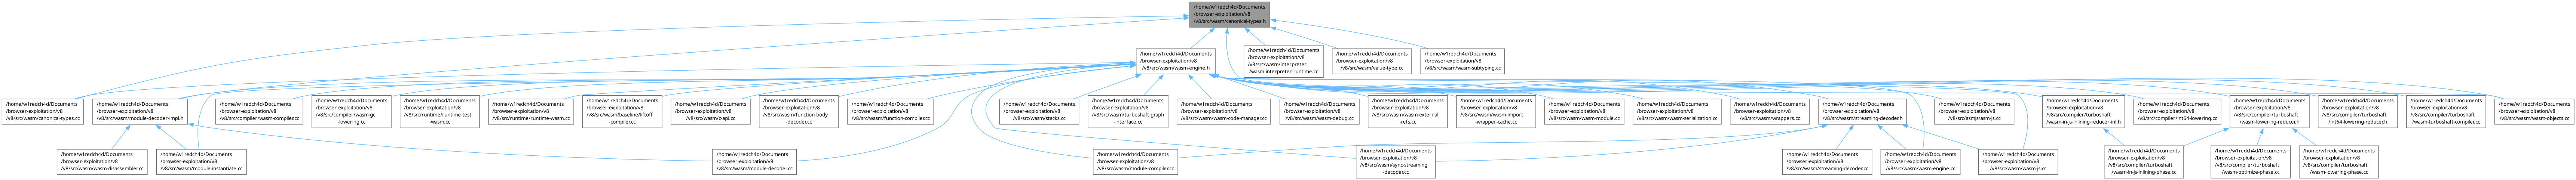 /home/w1redch4d/Documents
/browser-exploitation/v8
/v8/src/wasm/canonical-types.h
/home/w1redch4d/Documents
/browser-exploitation/v8
/v8/src/wasm/wasm-engine.h
/home/w1redch4d/Documents
/browser-exploitation/v8
/v8/src/wasm/interpreter
/wasm-interpreter-runtime.cc
/home/w1redch4d/Documents
/browser-exploitation/v8
/v8/src/wasm/value-type.cc
/home/w1redch4d/Documents
/browser-exploitation/v8
/v8/src/wasm/wasm-subtyping.cc
/home/w1redch4d/Documents
/browser-exploitation/v8
/v8/src/wasm/canonical-types.cc
/home/w1redch4d/Documents
/browser-exploitation/v8
/v8/src/wasm/module-decoder-impl.h
/home/w1redch4d/Documents
/browser-exploitation/v8
/v8/src/compiler/wasm-compiler.cc
/home/w1redch4d/Documents
/browser-exploitation/v8
/v8/src/compiler/wasm-gc
-lowering.cc
/home/w1redch4d/Documents
/browser-exploitation/v8
/v8/src/runtime/runtime-test
-wasm.cc
/home/w1redch4d/Documents
/browser-exploitation/v8
/v8/src/runtime/runtime-wasm.cc
/home/w1redch4d/Documents
/browser-exploitation/v8
/v8/src/wasm/baseline/liftoff
-compiler.cc
/home/w1redch4d/Documents
/browser-exploitation/v8
/v8/src/wasm/c-api.cc
/home/w1redch4d/Documents
/browser-exploitation/v8
/v8/src/wasm/function-body
-decoder.cc
/home/w1redch4d/Documents
/browser-exploitation/v8
/v8/src/wasm/function-compiler.cc
/home/w1redch4d/Documents
/browser-exploitation/v8
/v8/src/wasm/stacks.cc
/home/w1redch4d/Documents
/browser-exploitation/v8
/v8/src/wasm/turboshaft-graph
-interface.cc
/home/w1redch4d/Documents
/browser-exploitation/v8
/v8/src/wasm/wasm-code-manager.cc
/home/w1redch4d/Documents
/browser-exploitation/v8
/v8/src/wasm/wasm-debug.cc
/home/w1redch4d/Documents
/browser-exploitation/v8
/v8/src/wasm/wasm-external
-refs.cc
/home/w1redch4d/Documents
/browser-exploitation/v8
/v8/src/wasm/wasm-import
-wrapper-cache.cc
/home/w1redch4d/Documents
/browser-exploitation/v8
/v8/src/wasm/wasm-module.cc
/home/w1redch4d/Documents
/browser-exploitation/v8
/v8/src/wasm/wasm-serialization.cc
/home/w1redch4d/Documents
/browser-exploitation/v8
/v8/src/wasm/wrappers.cc
/home/w1redch4d/Documents
/browser-exploitation/v8
/v8/src/wasm/streaming-decoder.h
/home/w1redch4d/Documents
/browser-exploitation/v8
/v8/src/asmjs/asm-js.cc
/home/w1redch4d/Documents
/browser-exploitation/v8
/v8/src/compiler/turboshaft
/wasm-in-js-inlining-reducer-inl.h
/home/w1redch4d/Documents
/browser-exploitation/v8
/v8/src/compiler/int64-lowering.cc
/home/w1redch4d/Documents
/browser-exploitation/v8
/v8/src/compiler/turboshaft
/wasm-lowering-reducer.h
/home/w1redch4d/Documents
/browser-exploitation/v8
/v8/src/compiler/turboshaft
/int64-lowering-reducer.h
/home/w1redch4d/Documents
/browser-exploitation/v8
/v8/src/compiler/turboshaft
/wasm-turboshaft-compiler.cc
/home/w1redch4d/Documents
/browser-exploitation/v8
/v8/src/wasm/wasm-objects.cc
/home/w1redch4d/Documents
/browser-exploitation/v8
/v8/src/wasm/wasm-disassembler.cc
/home/w1redch4d/Documents
/browser-exploitation/v8
/v8/src/wasm/module-instantiate.cc
/home/w1redch4d/Documents
/browser-exploitation/v8
/v8/src/wasm/module-decoder.cc
/home/w1redch4d/Documents
/browser-exploitation/v8
/v8/src/wasm/module-compiler.cc
/home/w1redch4d/Documents
/browser-exploitation/v8
/v8/src/wasm/sync-streaming
-decoder.cc
/home/w1redch4d/Documents
/browser-exploitation/v8
/v8/src/wasm/streaming-decoder.cc
/home/w1redch4d/Documents
/browser-exploitation/v8
/v8/src/wasm/wasm-engine.cc
/home/w1redch4d/Documents
/browser-exploitation/v8
/v8/src/wasm/wasm-js.cc
/home/w1redch4d/Documents
/browser-exploitation/v8
/v8/src/compiler/turboshaft
/wasm-in-js-inlining-phase.cc
/home/w1redch4d/Documents
/browser-exploitation/v8
/v8/src/compiler/turboshaft
/wasm-optimize-phase.cc
/home/w1redch4d/Documents
/browser-exploitation/v8
/v8/src/compiler/turboshaft
/wasm-lowering-phase.cc